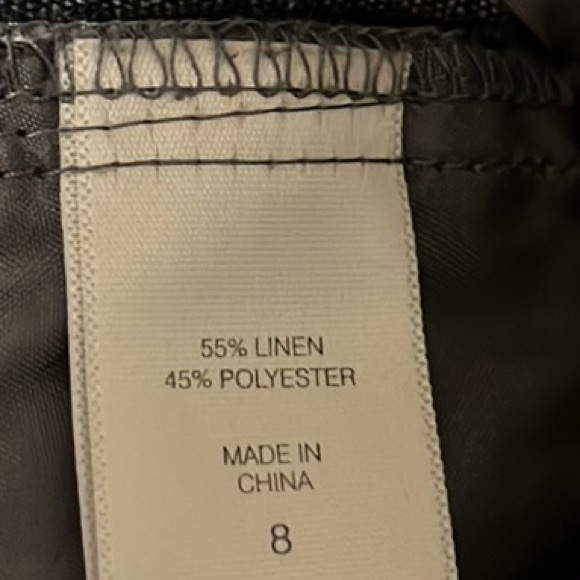 55% LINEN
45% POLYESTER
MADE IN
CHINA
8